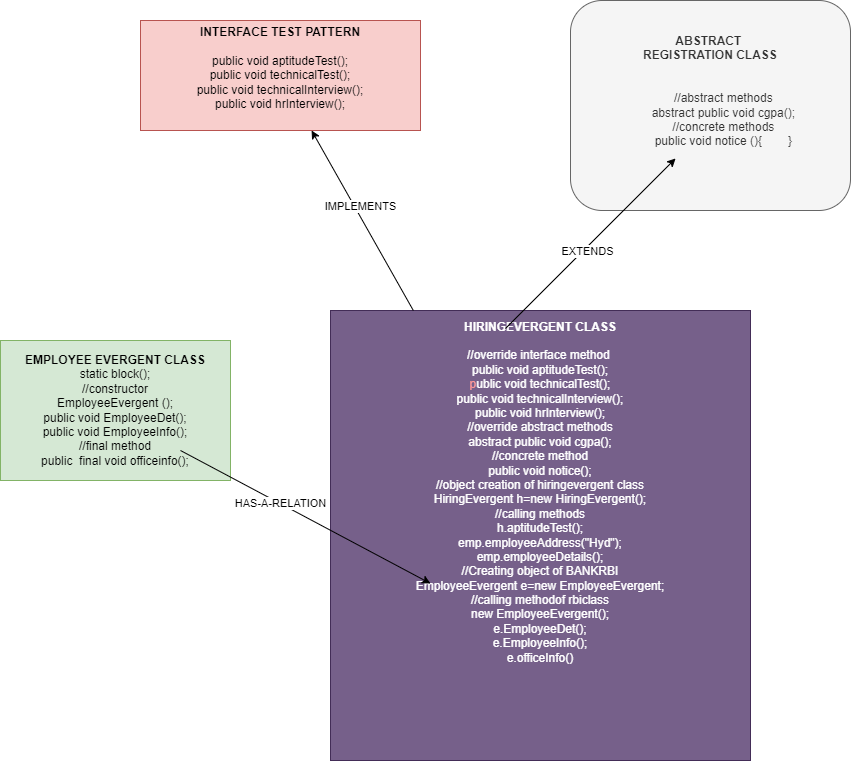 INTERFACE TEST PATTERN
public void aptitudeTest();
public void technicalTest();
public void technicalInterview();
public void hrInterview();
ABSTRACT
REGISTRATION CLASS
//abstract methods
abstract public void cgpa();
//concrete methods
public void notice (){ }
IMPLEMENTS
EXTENDS
EMPLOYEE EVERGENT CLASS
static block();
//constructor
EmployeeEvergent ();
public void EmployeeDet();
public void EmployeeInfo();
//final method
public final void officeinfo();
HAS-A-RELATION
HIRINGEVERGENT CLASS
//override interface method
public void aptitudeTest();
public void technicalTest();
public void technicalInterview();
public void hrInterview();
//override abstract methods
abstract public void cgpa();
//concrete method
public void notice();
//object creation of hiringevergent class
HiringEvergent h=new HiringEvergent();
//calling methods
h.aptitudeTest();
emp.employeeAddress("Hyd");
emp.employeeDetails();
//Creating object of BANKRBI
EmployeeEvergent e=new EmployeeEvergent;
//calling methodof rbiclass
new EmployeeEvergent();
e.EmployeeDet();
e.EmployeeInfo();
e.officeInfo()